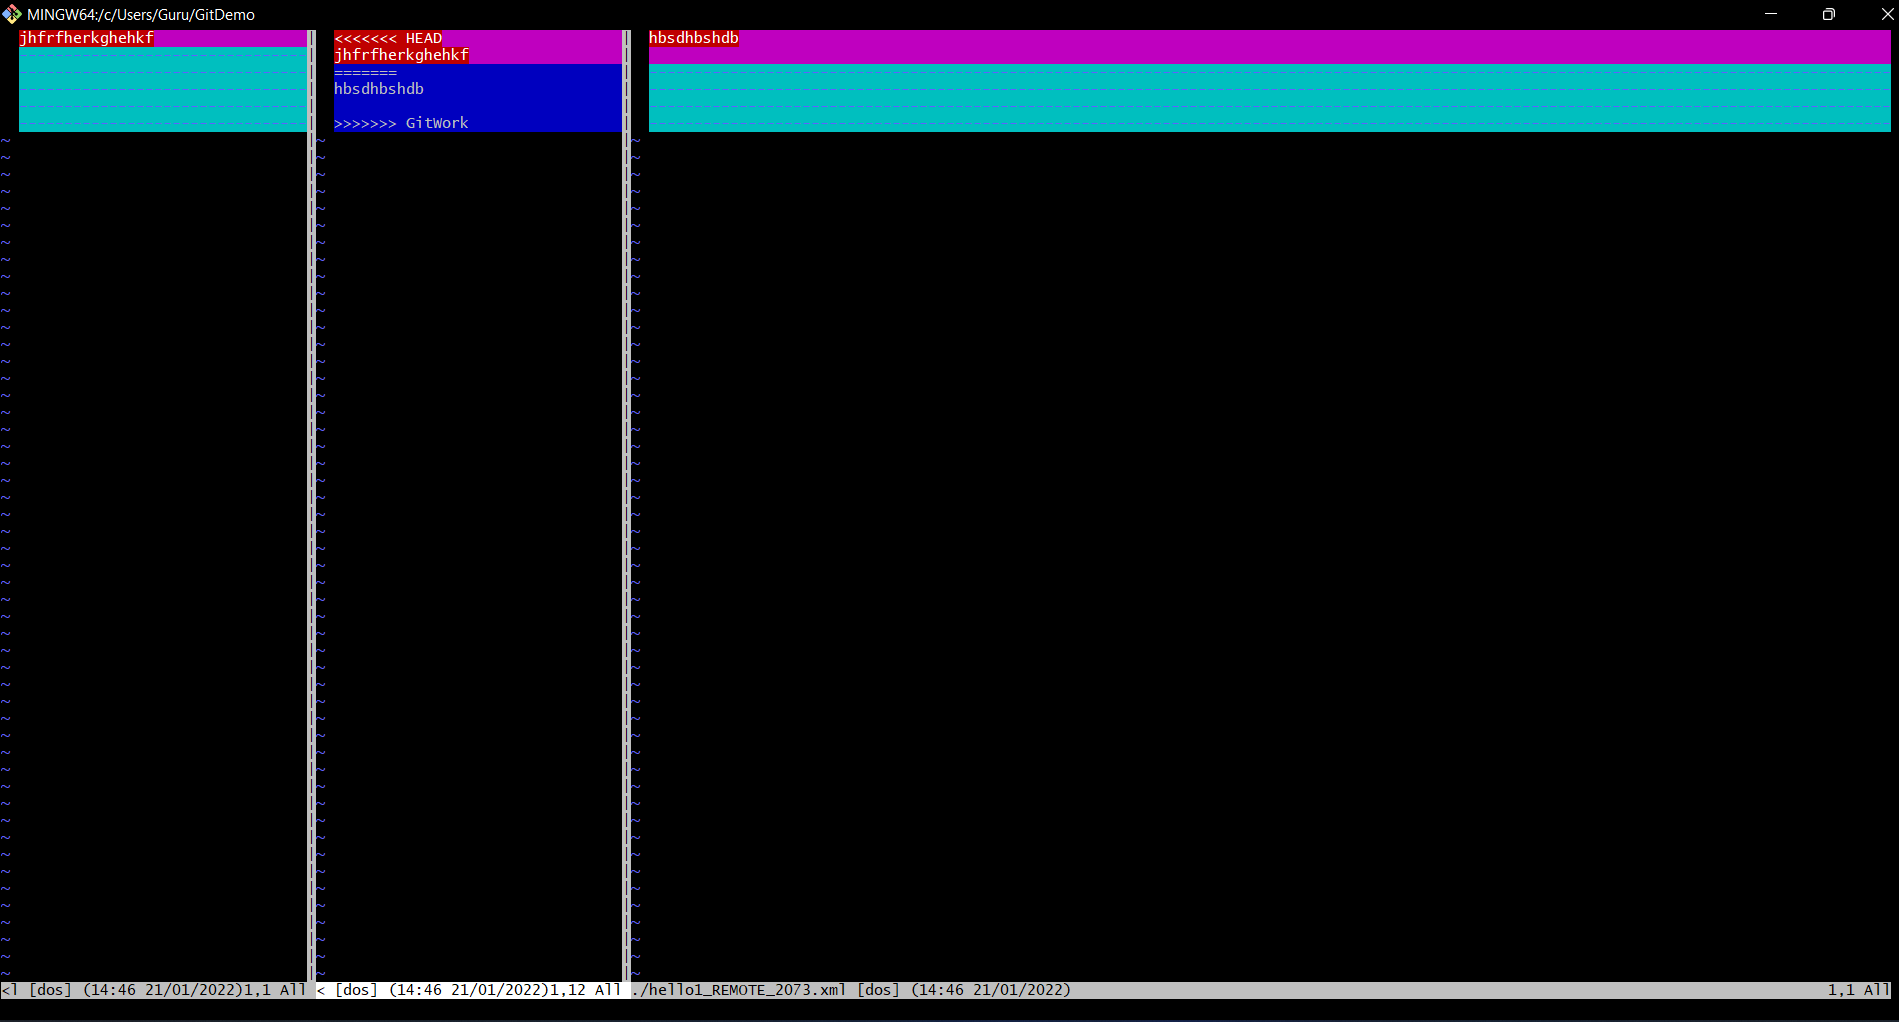 MINGW64:/c/Users/Guru/GitDemo
jhfrfherkghehkf
<<<<<<< HEAD
jhfrfherkghehkf
=======
hbsdhbshdb
>>>>>>> GitWork
hbsdhbshdb
<l [dos] (14:46 21/01/2022)1,1 All
< [dos] (14:46 21/01/2022)1,12 All
./hello1_REMOTE_2073.xml [dos] (14:46 21/01/2022) 1,1 All